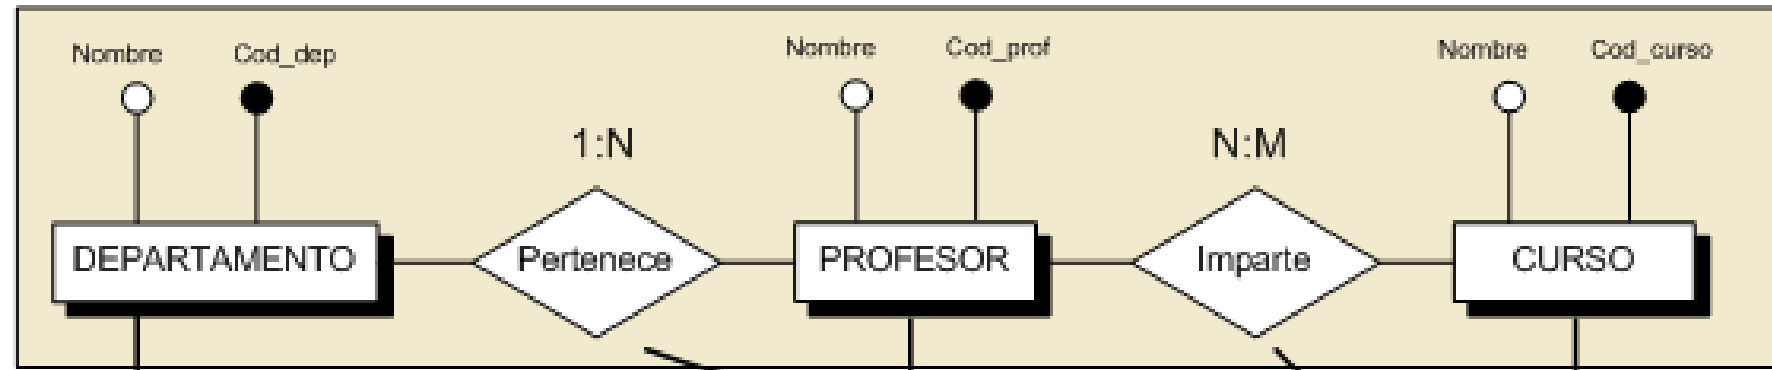 Nombre
Cod_dep
Nombre
Cod_prof
Nombre
Cod_curso
1:N
N:M
DEPARTAMENTO
Pertenece
PROFESOR
Imparte
CURSO